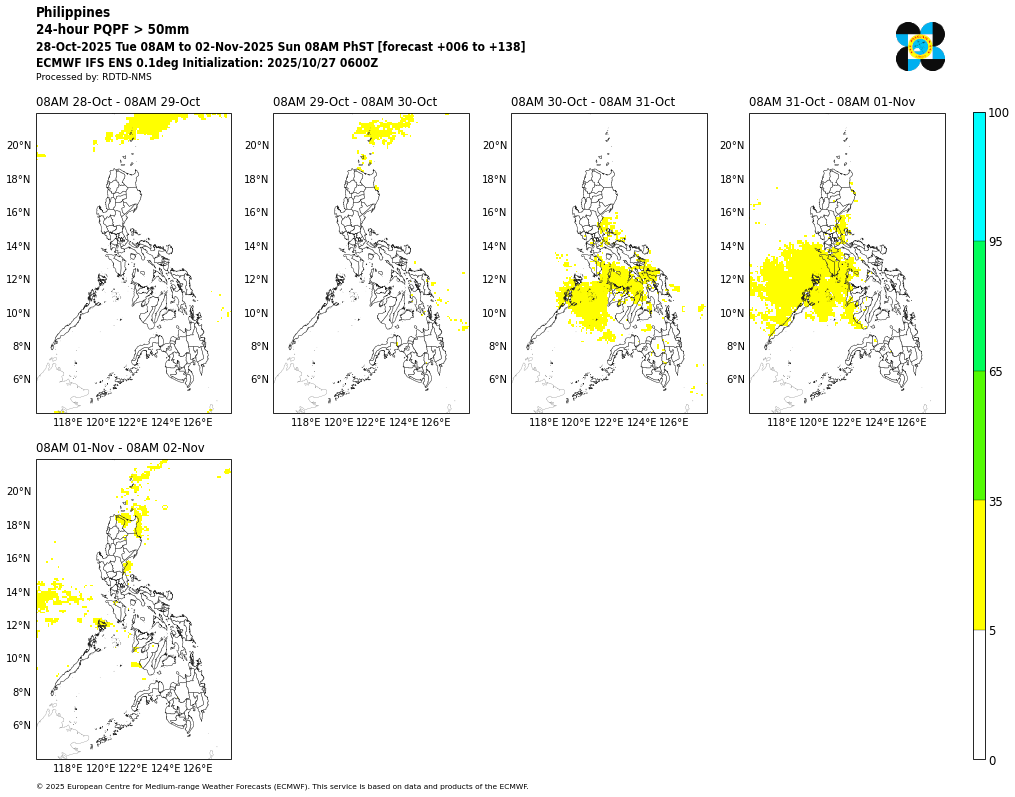 Philippines
24-hour PQPF > 50mm
28-Oct-2025 Tue 08AM to 02-Nov-2025 Sun 08AM PhST [forecast +006 to +138]
ECMWF IFS ENS 0.1deg Initialization: 2025/10/27 0600Z
Processed by: RDTD-NMS
08AM 28-Oct - 08AM 29-Oct
20°N
18°N
16°N
14°N
12°N
10°N
8°N
6°N
118°E 120°E 122°E 124°E 126°E
08AM 29-Oct - 08AM 30-Oct
20°N
18°N
16°N
14°N
12°N
10°N
8°N
6°N
118°E 120°E 122°E 124°E 126°E
08AM 30-Oct - 08AM 31-Oct
20°N
18°N
16°N
14°N
12°N
10°N
8°N
6°N
118°E 120°E 122°E 124°E 126°E
08AM 31-Oct - 08AM 01-Nov
20°N
18°N
16°N
14°N
12°N
10°N
8°N
6°N
118°E 120°E 122°E 124°E 126°E
100
95
65
35
5
0
08AM 01-Nov - 08AM 02-Nov
20°N
18°N
16°N
14°N
12°N
10°N
8°N
6°N
118°E 120°E 122°E 124°E 126°E
© 2025 European Centre for Medium-range Weather Forecasts (ECMWF). This service is based on data and products of the ECMWF.